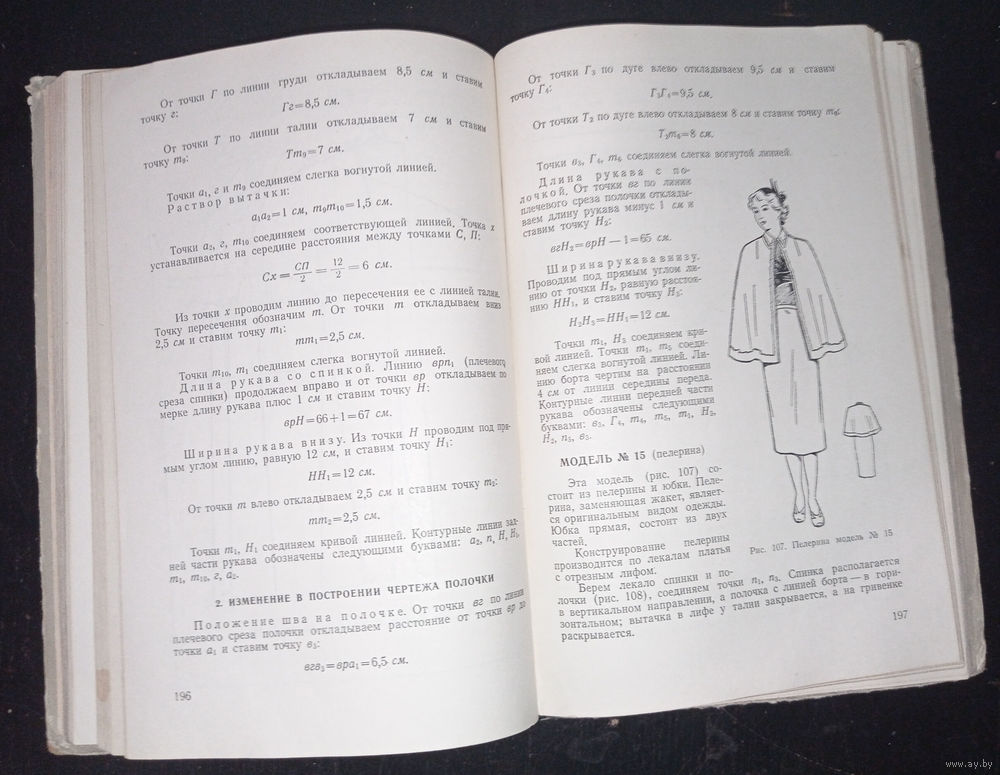 От точки Г по линии груди откладываем 8,5 см и ставим
точку г:
Гг=8,5 см.
От точки Т по линии талии откладываем 7 см и ставим
точку т₉:
Тт₉=7 см.
Точки а₁, г и т₉ соединяем слегка вогнутой линией.
Раствор вытачки:
а₁а₂=1 см, т₉т₁₀=1,5 см.
Точки а₂, г, т₁₀ соединяем соответствующей линией. Точка х
устанавливается на середине расстояния между точками С, П:
Сх = СП/2 = 12/2 = 6 см.
Из точки х проводим линию до пересечения ее с линией талии.
Точку пересечения обозначим т. От точки т откладываем вниз
2,5 см и ставим точку т₁:
тт₁=2,5 см.
Точки т₁₀, т₁ соединяем слегка вогнутой линией.
Длина рукава со спинкой. Линию врп₁ (плечевого
среза спинки) продолжаем вправо и от точки вр откладываем по
мерке длину рукава плюс 1 см и ставим точку Н:
врН=66+1=67 см.
Ширина рукава внизу. Из точки Н проводим под пря-
мым углом линию, равную 12 см, и ставим точку Н₁:
НН₁=12 см.
От точки т влево откладываем 2,5 см и ставим точку т₂:
тт₂=2,5 см.
Точки т₁, Н₁ соединяем кривой линией. Контурные линии зад-
ней части рукава обозначены следующими буквами: а₂, п, Н, Н₁,
т₁, т₁₀, г, а₂.
2. ИЗМЕНЕНИЕ В ПОСТРОЕНИИ ЧЕРТЕЖА ПОЛОЧКИ
Положение шва на полочке. От точки вг по линии
плечевого среза полочки откладываем расстояние от точки вр до
точки а₁ и ставим точку в₃:
вгв₃=вра₁=6,5 см.
196
От точки Г₃ по дуге влево откладываем 9,5 см и ставим
точку Г₄:
Г₃Г₄=9,5 см.
От точки Т₂ по дуге влево откладываем 8 см и ставим точку т₆:
Т₂т₆=8 см.
Точки в₃, Г₄, т₆ соединяем слегка вогнутой линией.
Длина рукава с по-
лочкой. От точки вг по линии
плечевого среза полочки отклады-
ваем длину рукава минус 1 см и
ставим точку Н₂:
вгН₂=врН — 1=65 см.
Ширина рукава внизу.
Проводим под прямым углом ли-
нию от точки Н₂, равную расстоя-
нию НН₁, и ставим точку Н₃:
Н₂Н₃=НН₁=12 см.
Точки т₁, Н₃ соединяем кри-
вой линией. Точки т₁, т₅ соеди-
няем слегка вогнутой линией. Ли-
нию борта чертим на расстоянии
4 см от линии середины переда.
Контурные линии передней части
рукава обозначены следующими
буквами: в₃, Г₄, т₆, т₅, т₁, Н₃,
Н₂, п₅, в₃.
МОДЕЛЬ № 15 (пелерина)
Эта модель (рис. 107) со-
стоит из пелерины и юбки. Пеле-
рина, заменяющая жакет, являет-
ся оригинальным видом одежды.
Юбка прямая, состоит из двух
частей.
Конструирование пелерины
производится по лекалам платья
с отрезным лифом.
Рис. 107. Пелерина модель № 15
Берем лекало спинки и по-
лочки (рис. 108), соединяем точки п₁, п₃. Спинка располагается
в вертикальном направлении, а полочка с линией борта — в гори-
зонтальном; вытачка в лифе у талии закрывается, а на гривенке
раскрывается.
197
www.ay.by